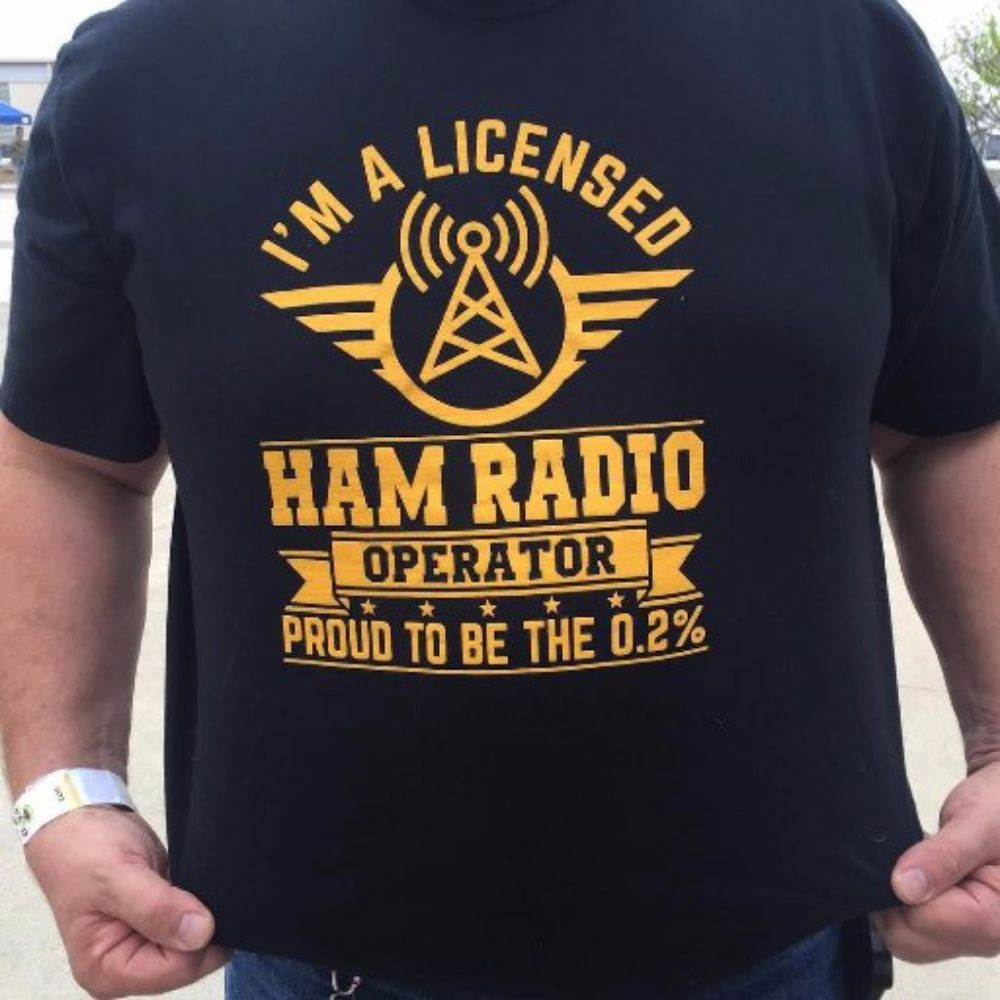 I'M A LICENSED
HAM RADIO
OPERATOR
PROUD TO BE THE 0.2%